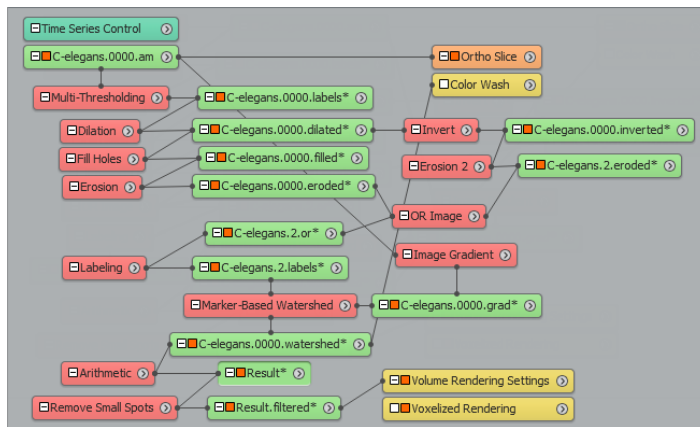 Time Series Control
C-elegans.0000.am
Ortho Slice
Color Wash
Multi-Thresholding
C-elegans.0000.labels*
Dilation
C-elegans.0000.dilated*
Invert
C-elegans.0000.inverted*
Fill Holes
C-elegans.0000.filled*
Erosion 2
C-elegans.2.eroded*
Erosion
C-elegans.0000.eroded*
OR Image
C-elegans.2.or*
Image Gradient
Labeling
C-elegans.2.labels*
Marker-Based Watershed
C-elegans.0000.grad*
C-elegans.0000.watershed*
Arithmetic
Result*
Volume Rendering Settings
Remove Small Spots
Result.filtered*
Voxelized Rendering